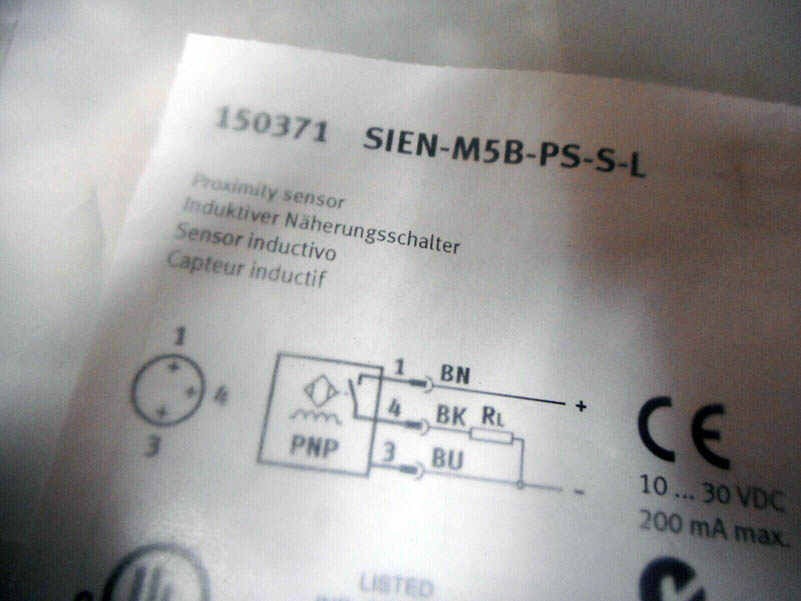 150371 SIEN-M5B-PS-S-L
Proximity sensor
Induktiver Näherungsschalter
Sensor inductivo
Capteur inductif
1
4
3
1 BN +
4 BK RL
3 BU -
PNP
CE
10 ... 30 VDC
200 mA max.
UL
LISTED